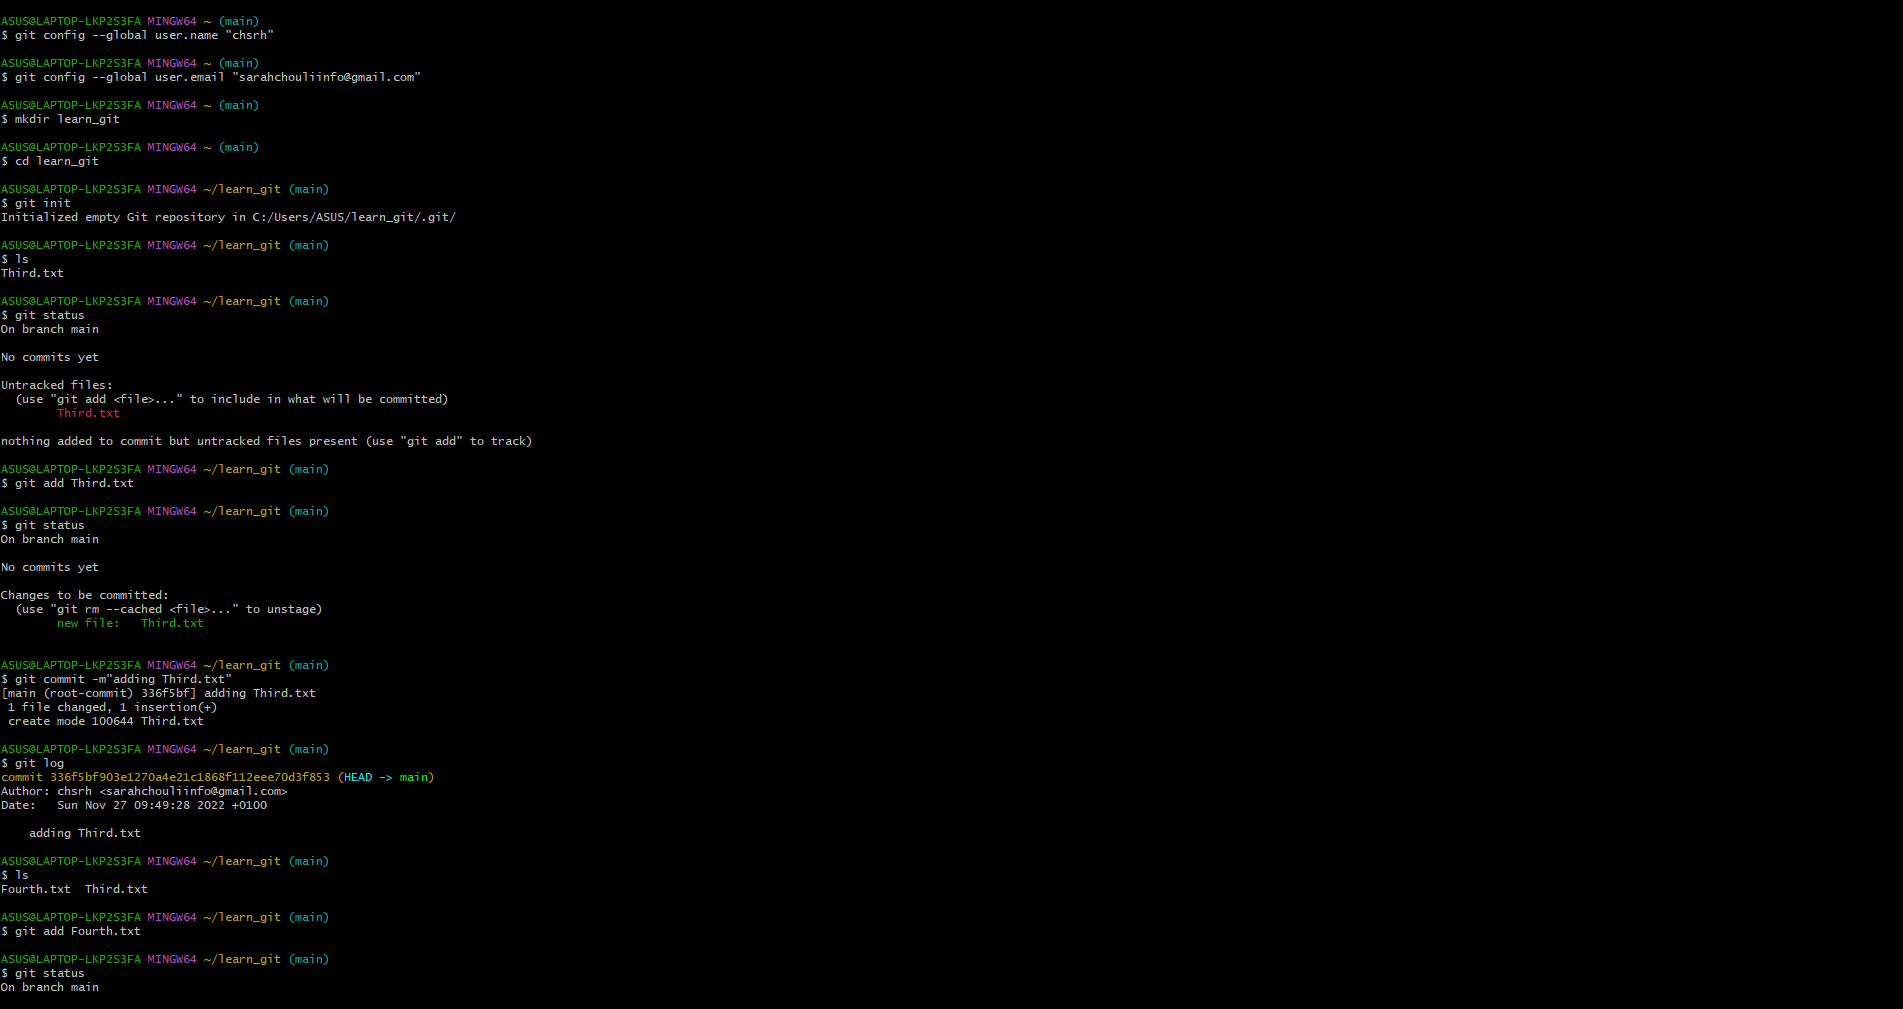 ASUS@LAPTOP-LKP2S3FA MINGW64 ~ (main)
$ git config --global user.name "chsrh"
ASUS@LAPTOP-LKP2S3FA MINGW64 ~ (main)
$ git config --global user.email "sarahchouliinfo@gmail.com"
ASUS@LAPTOP-LKP2S3FA MINGW64 ~ (main)
$ mkdir learn_git
ASUS@LAPTOP-LKP2S3FA MINGW64 ~ (main)
$ cd learn_git
ASUS@LAPTOP-LKP2S3FA MINGW64 ~/learn_git (main)
$ git init
Initialized empty Git repository in C:/Users/ASUS/learn_git/.git/
ASUS@LAPTOP-LKP2S3FA MINGW64 ~/learn_git (main)
$ ls
Third.txt
ASUS@LAPTOP-LKP2S3FA MINGW64 ~/learn_git (main)
$ git status
On branch main
No commits yet
Untracked files:
  (use "git add <file>..." to include in what will be committed)
        Third.txt
nothing added to commit but untracked files present (use "git add" to track)
ASUS@LAPTOP-LKP2S3FA MINGW64 ~/learn_git (main)
$ git add Third.txt
ASUS@LAPTOP-LKP2S3FA MINGW64 ~/learn_git (main)
$ git status
On branch main
No commits yet
Changes to be committed:
  (use "git rm --cached <file>..." to unstage)
        new file:   Third.txt
ASUS@LAPTOP-LKP2S3FA MINGW64 ~/learn_git (main)
$ git commit -m"adding Third.txt"
[main (root-commit) 336f5bf] adding Third.txt
 1 file changed, 1 insertion(+)
 create mode 100644 Third.txt
ASUS@LAPTOP-LKP2S3FA MINGW64 ~/learn_git (main)
$ git log
commit 336f5bf903e1270a4e21c1868f112eee70d3f853 (HEAD -> main)
Author: chsrh <sarahchouliinfo@gmail.com>
Date:   Sun Nov 27 09:49:28 2022 +0100
    adding Third.txt
ASUS@LAPTOP-LKP2S3FA MINGW64 ~/learn_git (main)
$ ls
Fourth.txt  Third.txt
ASUS@LAPTOP-LKP2S3FA MINGW64 ~/learn_git (main)
$ git add Fourth.txt
ASUS@LAPTOP-LKP2S3FA MINGW64 ~/learn_git (main)
$ git status
On branch main